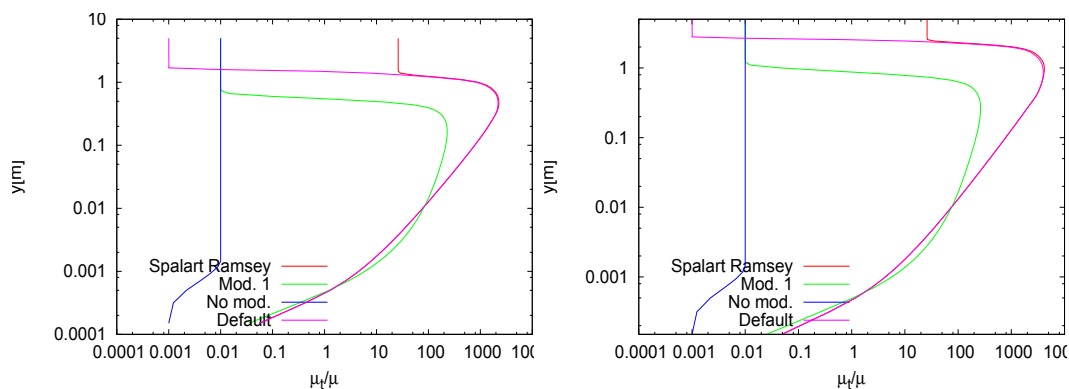 10
1
0.1
0.01
0.001
0.0001
y[m]
Spalart Ramsey
Mod. 1
No mod.
Default
0.0001 0.001 0.01 0.1 1 10 100 1000 100
μt/μ
1
0.1
0.01
0.001
y[m]
Spalart Ramsey
Mod. 1
No mod.
Default
0.0001 0.001 0.01 0.1 1 10 100 1000 100
μt/μ